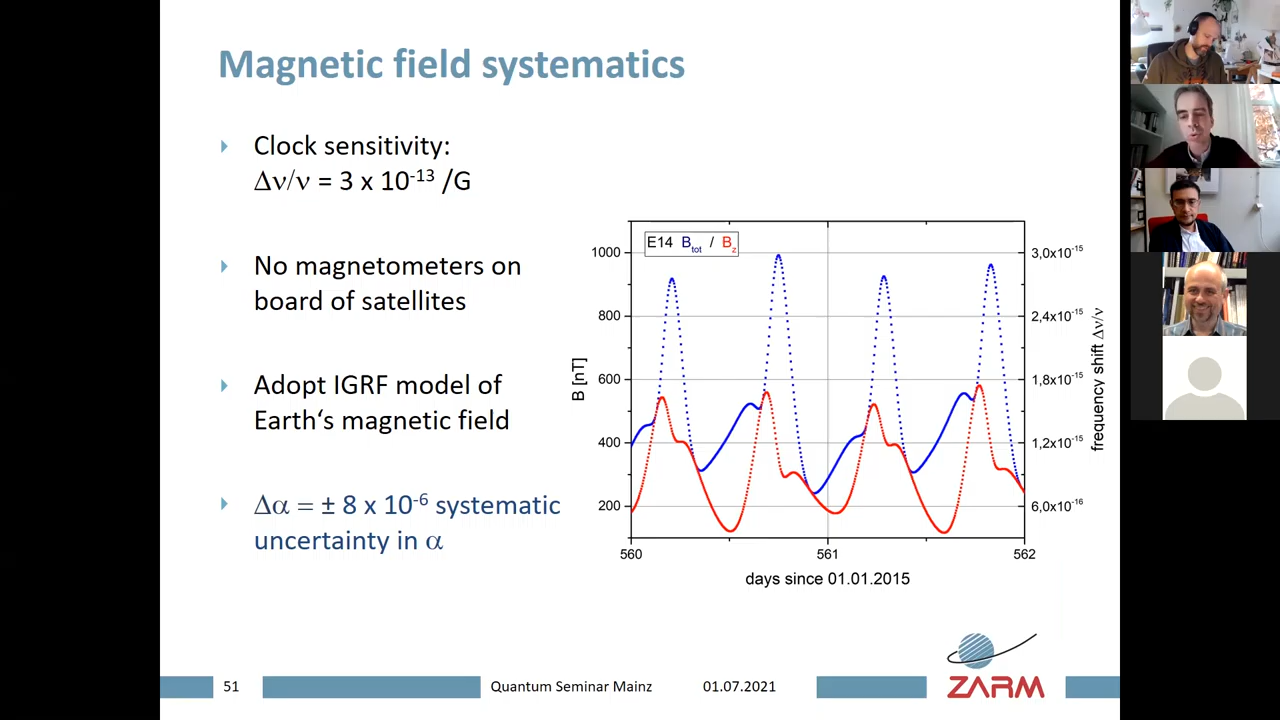 Magnetic field systematics
Clock sensitivity:
Δν/ν = 3 x 10⁻¹³ /G
No magnetometers on
board of satellites
Adopt IGRF model of
Earth‘s magnetic field
Δα = ± 8 x 10⁻⁶ systematic
uncertainty in α
E14 Btot / Bz
1000
800
600
400
200
B [nT]
3,0x10⁻¹⁵
2,4x10⁻¹⁵
1,8x10⁻¹⁵
1,2x10⁻¹⁵
6,0x10⁻¹⁶
frequency shift Δν/ν
560
561
562
days since 01.01.2015
51
Quantum Seminar Mainz
01.07.2021
ZARM